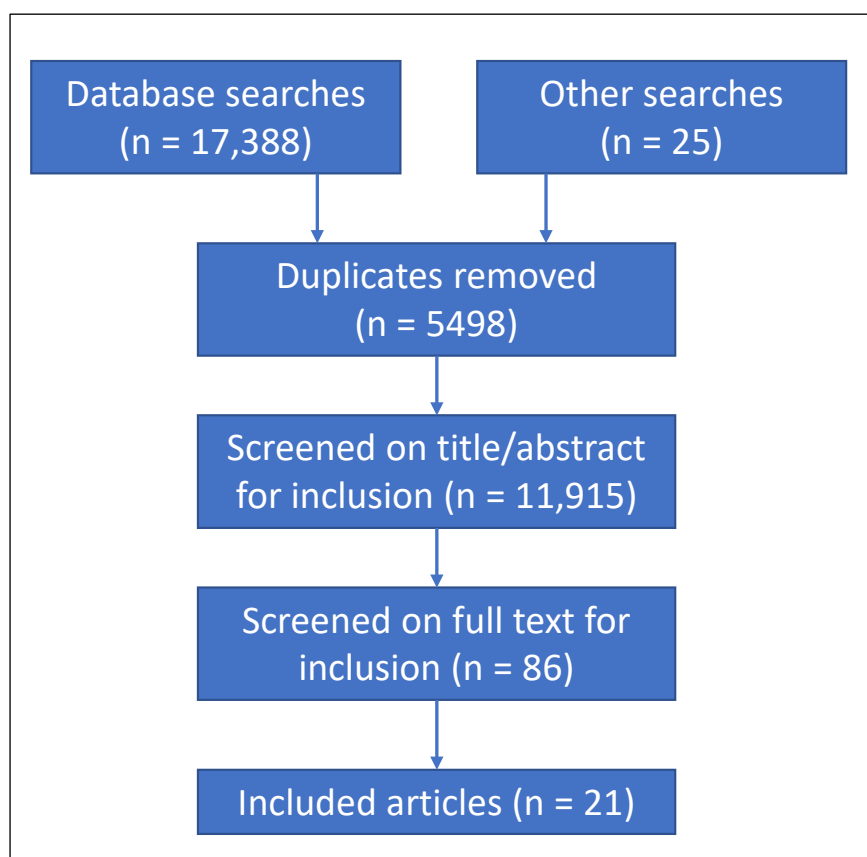 Database searches
(n = 17,388)
Other searches
(n = 25)
Duplicates removed
(n = 5498)
Screened on title/abstract
for inclusion (n = 11,915)
Screened on full text for
inclusion (n = 86)
Included articles (n = 21)